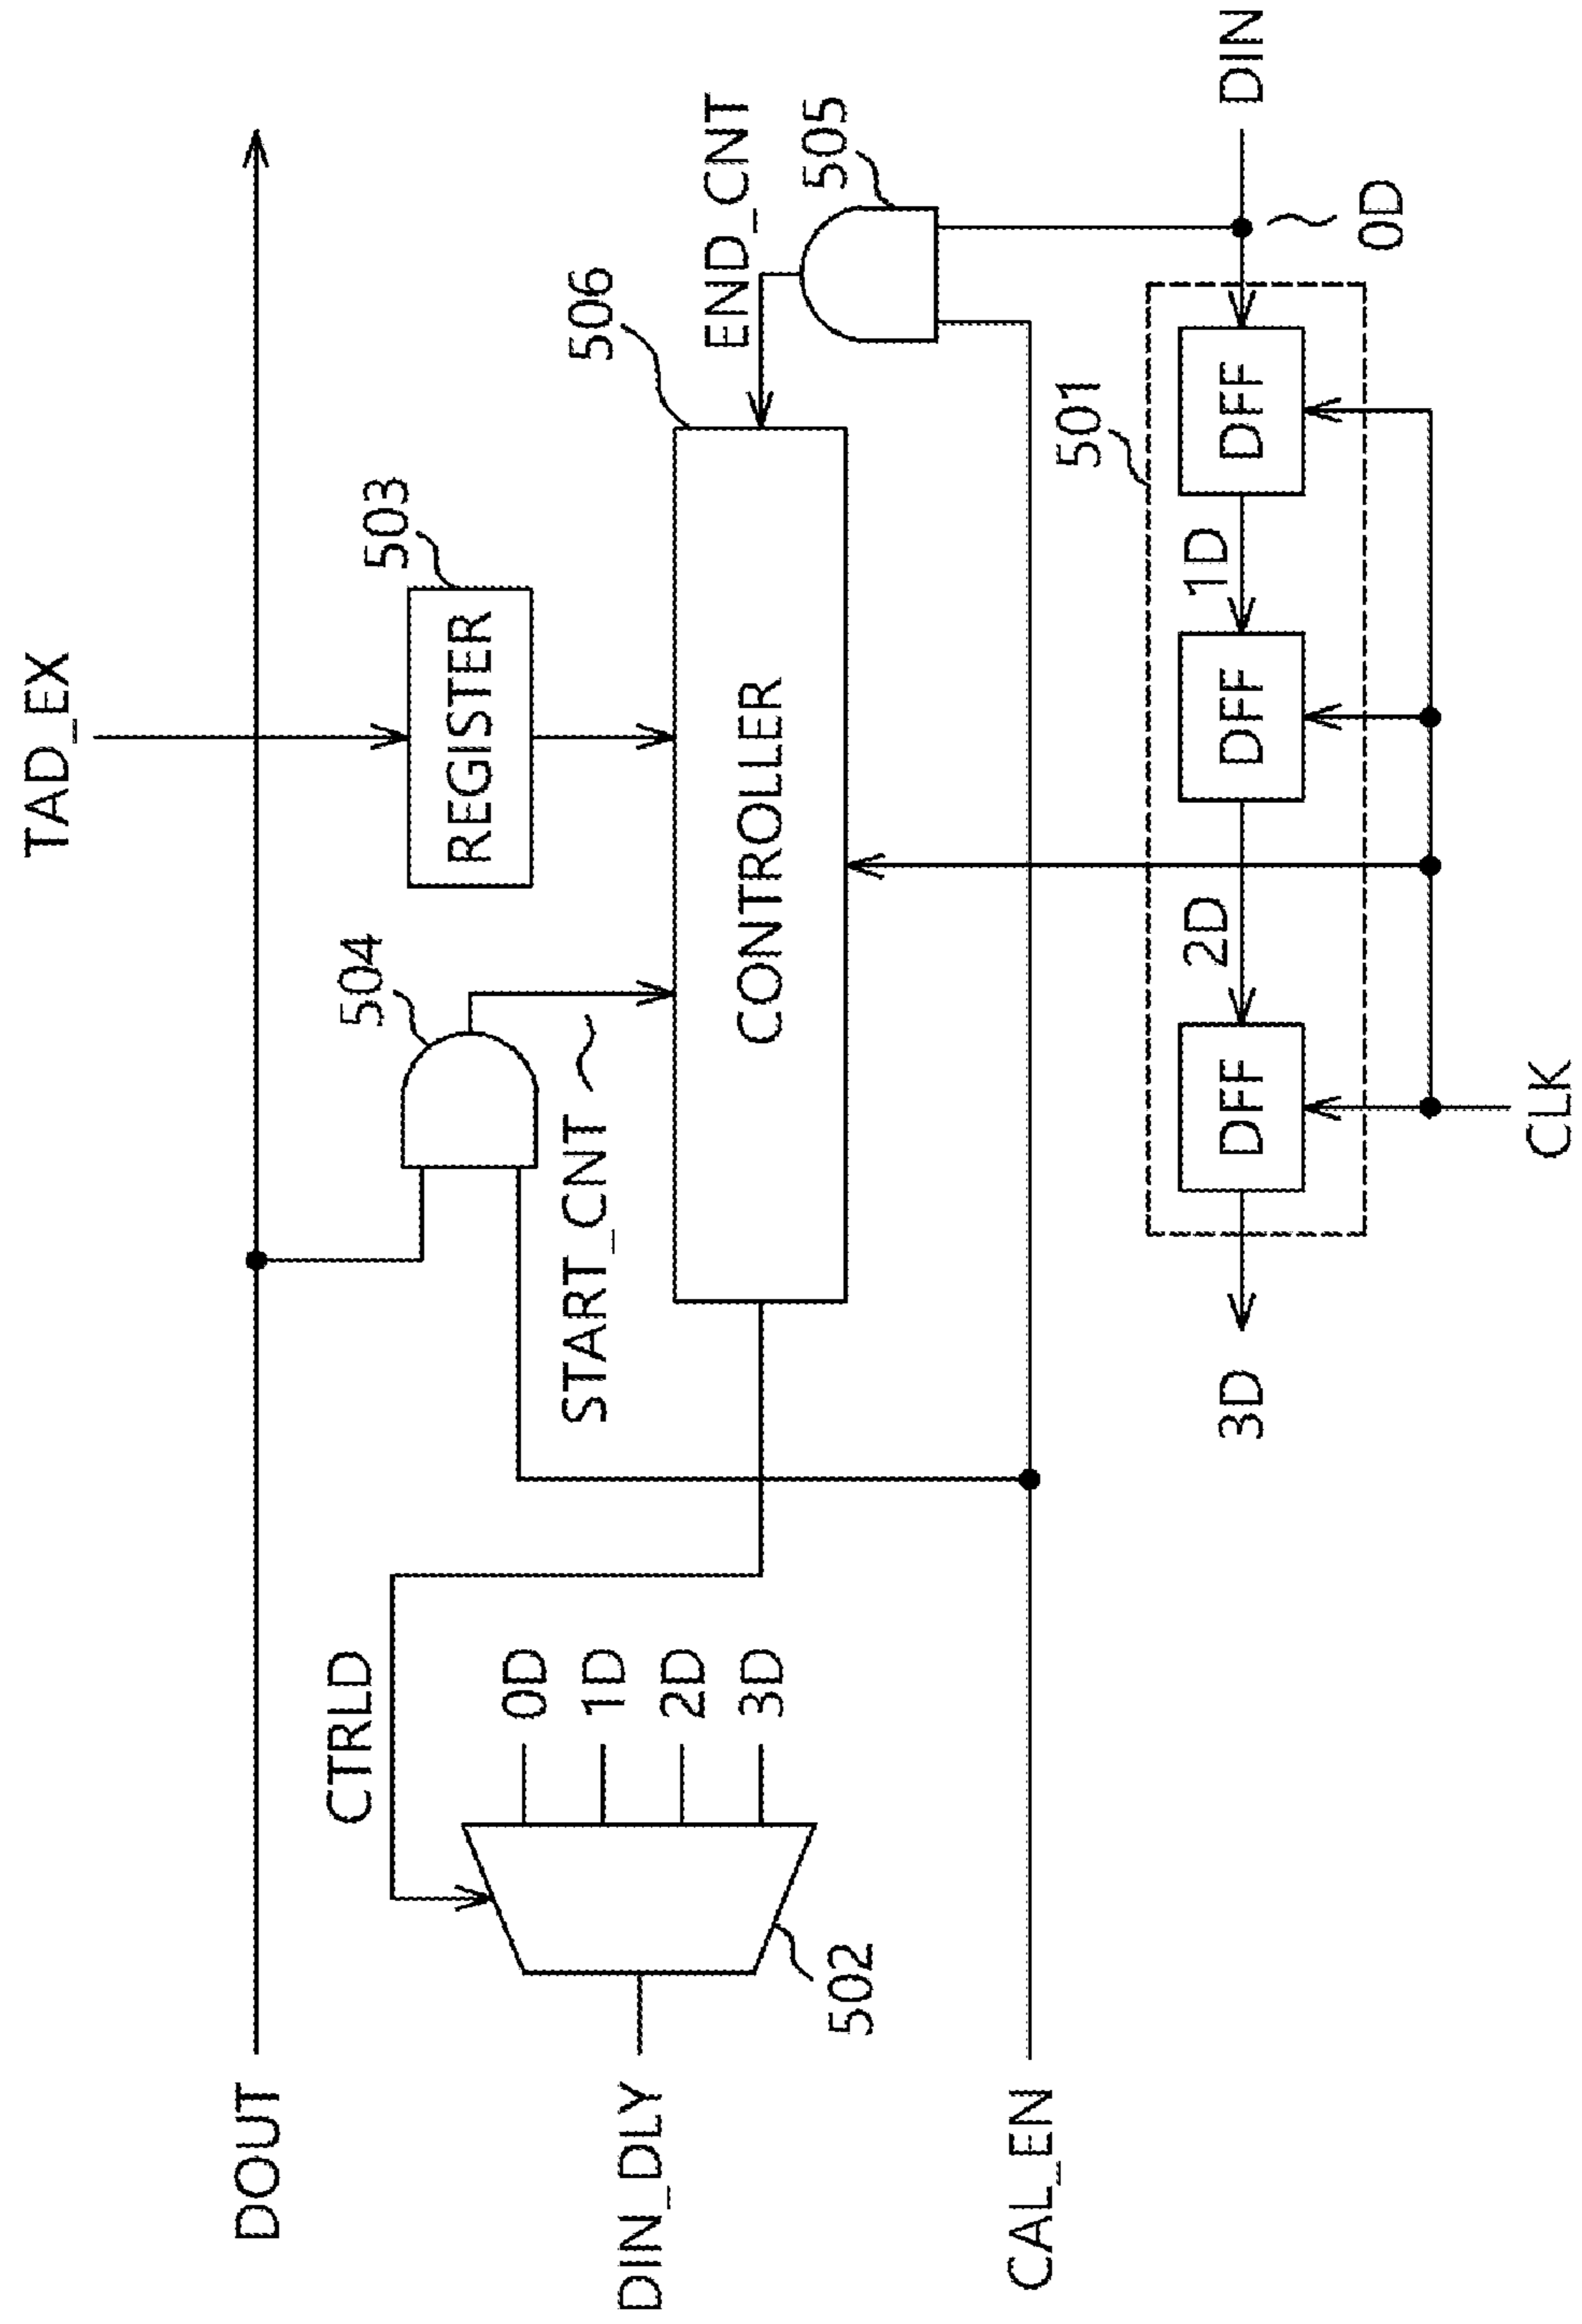 DOUT
TAD_EX
504
503
REGISTER
CTRLD
START_CNT
506
DIN_DLY
0D
1D
2D
3D
CONTROLLER
END_CNT
502
505
CAL_EN
501
3D
DFF
2D
DFF
1D
DFF
DIN
0D
CLK